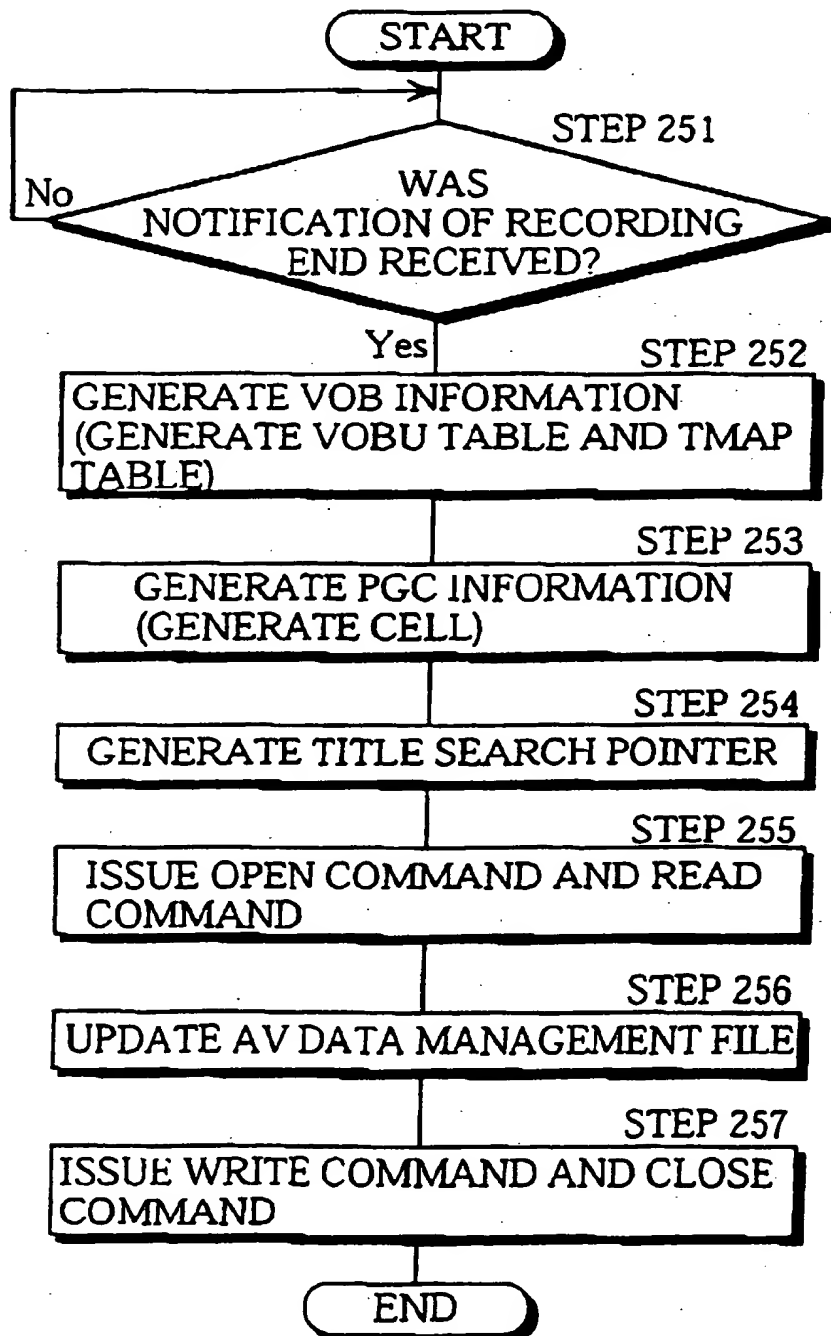 START
STEP 251
No
WAS
NOTIFICATION OF RECORDING
END RECEIVED?
Yes
STEP 252
GENERATE VOB INFORMATION
(GENERATE VOBU TABLE AND TMAP
TABLE)
STEP 253
GENERATE PGC INFORMATION
(GENERATE CELL)
STEP 254
GENERATE TITLE SEARCH POINTER
STEP 255
ISSUE OPEN COMMAND AND READ
COMMAND
STEP 256
UPDATE AV DATA MANAGEMENT FILE
STEP 257
ISSUE WRITE COMMAND AND CLOSE
COMMAND
END